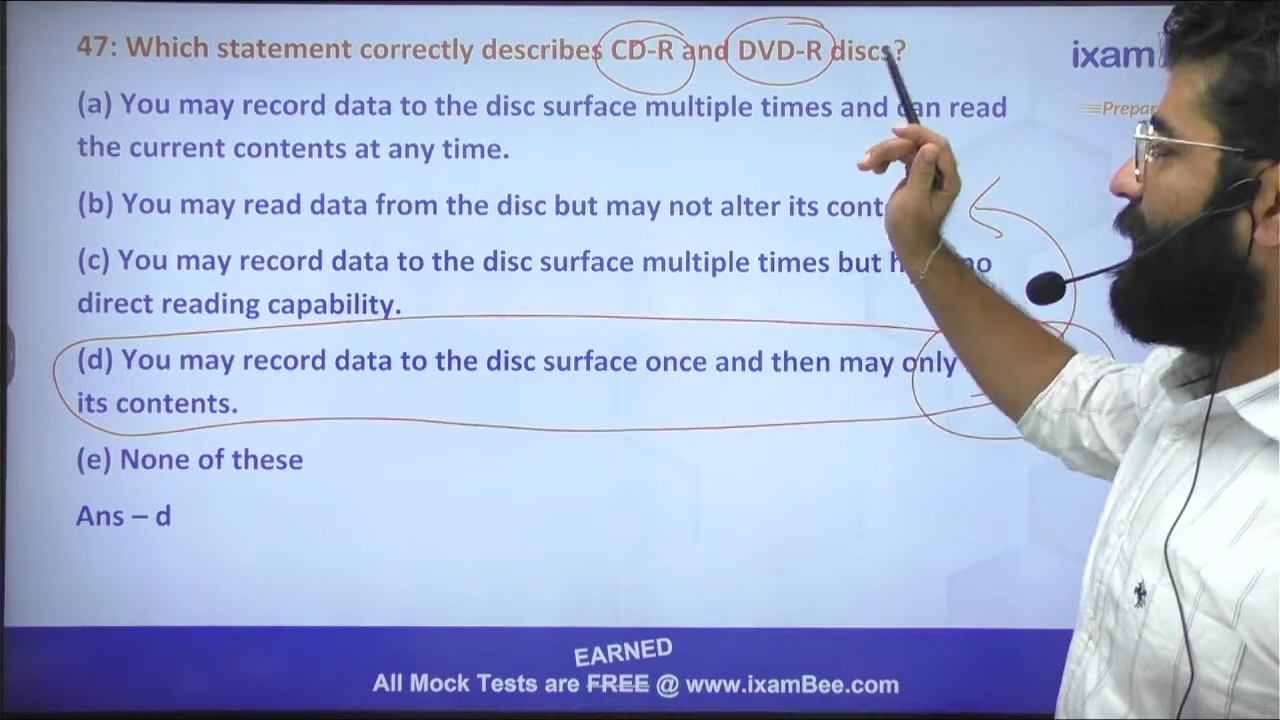 47: Which statement correctly describes CD-R and DVD-R discs?
ixam
Prepar
(a) You may record data to the disc surface multiple times and can read
the current contents at any time.
(b) You may read data from the disc but may not alter its cont
(c) You may record data to the disc surface multiple times but h no
direct reading capability.
(d) You may record data to the disc surface once and then may only
its contents.
(e) None of these
Ans – d
EARNED
All Mock Tests are FREE @ www.ixamBee.com